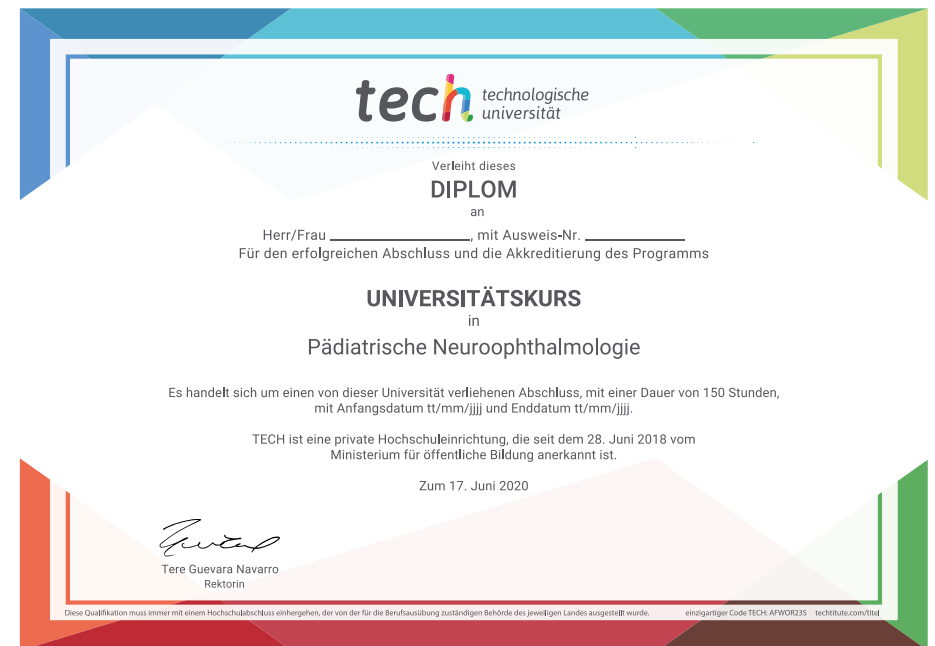 tech technologische
universität
Verleiht dieses
DIPLOM
an
Herr/Frau ____________, mit Ausweis-Nr. ____________
Für den erfolgreichen Abschluss und die Akkreditierung des Programms
UNIVERSITÄTSKURS
in
Pädiatrische Neuroophthalmologie
Es handelt sich um einen von dieser Universität verliehenen Abschluss, mit einer Dauer von 150 Stunden,
mit Anfangsdatum tt/mm/jjjj und Enddatum tt/mm/jjjj.
TECH ist eine private Hochschuleinrichtung, die seit dem 28. Juni 2018 vom
Ministerium für öffentliche Bildung anerkannt ist.
Zum 17. Juni 2020
Tere Guevara Navarro
Rektorin
Diese Qualifikation muss immer mit einem Hochschulabschluss einhergehen, der von der für die Berufsausübung zuständigen Behörde des jeweiligen Landes ausgestellt wurde. einzigartiger Code TECH: AFWOR23S techtitute.com/titel